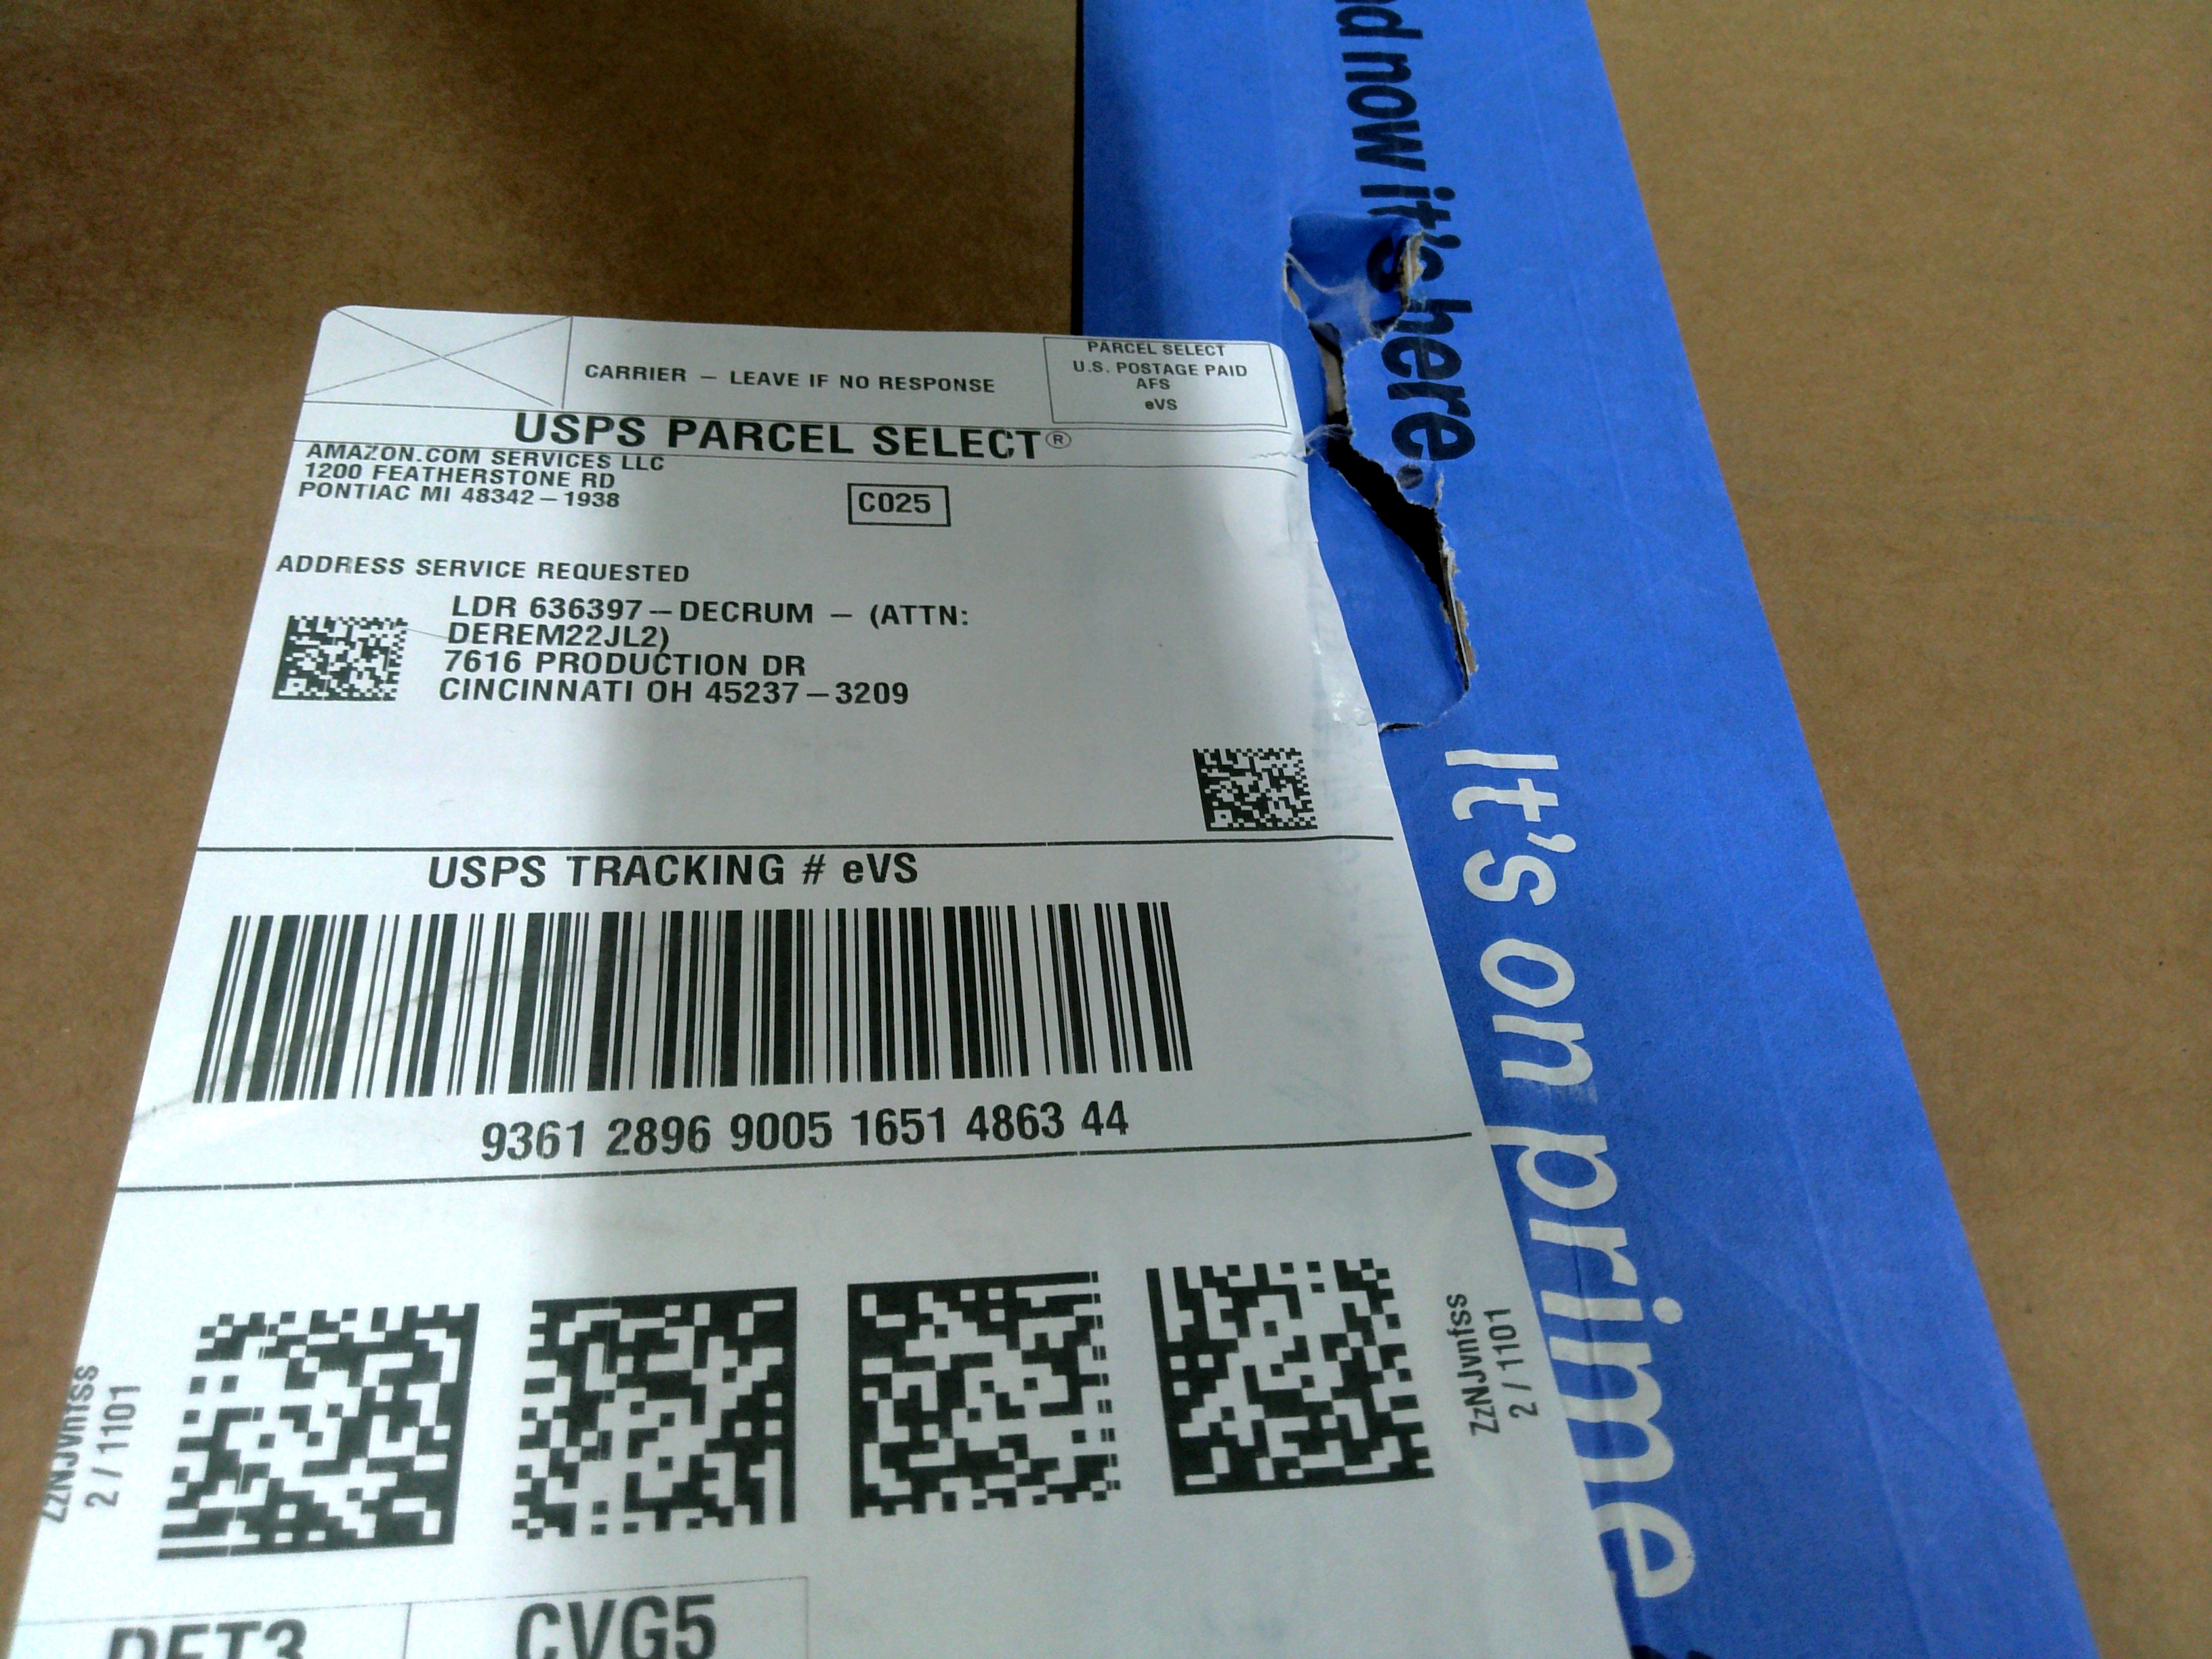 CARRIER – LEAVE IF NO RESPONSE
PARCEL SELECT
U.S. POSTAGE PAID
AFS
eVS
USPS PARCEL SELECT®
AMAZON.COM SERVICES LLC
1200 FEATHERSTONE RD
PONTIAC MI 48342–1938
C025
ADDRESS SERVICE REQUESTED
LDR 636397–DECRUM – (ATTN:
DEREM22JL2)
7616 PRODUCTION DR
CINCINNATI OH 45237–3209
USPS TRACKING # eVS
9361 2896 9005 1651 4863 44
ZzNJvnfss
2 / 1101
ZzNJvnfss
2 / 1101
CVG5
now it's here.
It's on prime